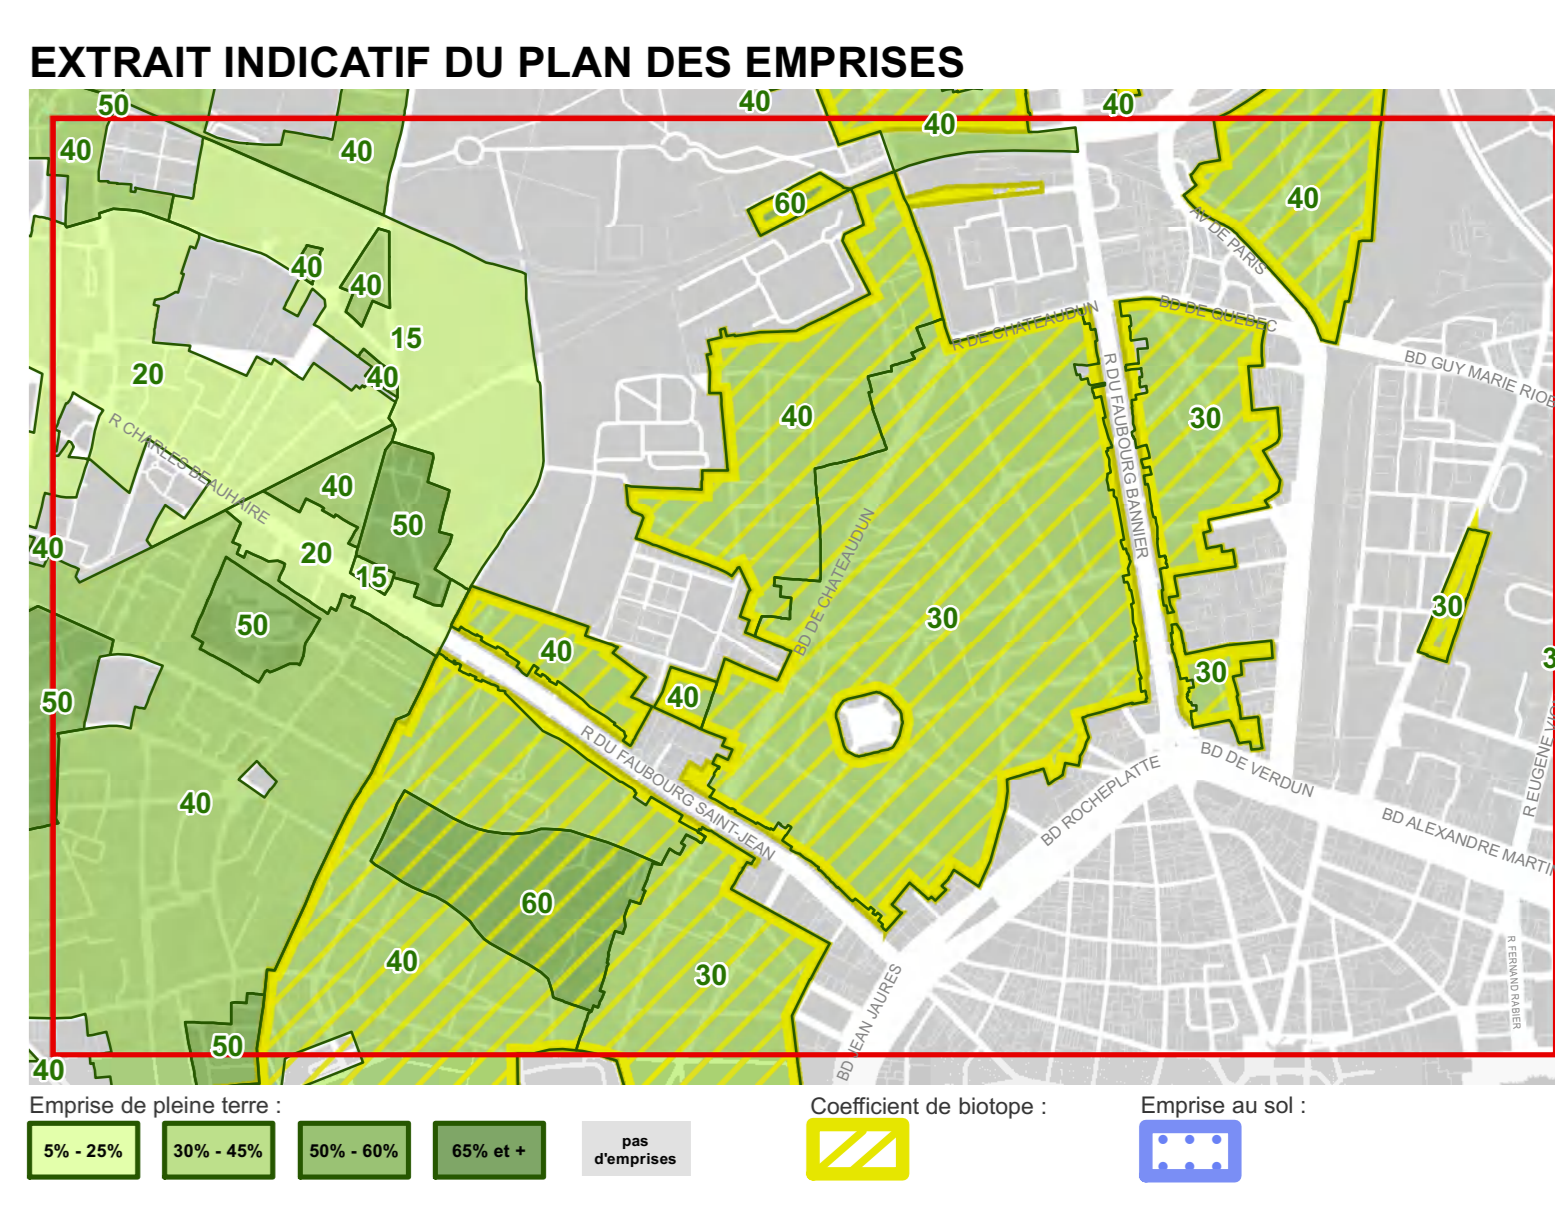 EXTRAIT INDICATIF DU PLAN DES EMPRISES
50
40
40
40
40
40
40
60
40
AV DE PARIS
40
40
15
40
20
R DE CHATEAUDUN
BD DE QUEBEC
BD GUY MARIE RIOB
R DU FAUBOURG BANNIER
40
30
R CHARLES BEAUHAIRE
40
50
20
15
40
BD DE CHATEAUDUN
30
30
50
40
40
30
50
3
R DU FAUBOURG SAINT-JEAN
BD ROCHEPLATTE
BD DE VERDUN
BD ALEXANDRE MARTI
R EUGENE VI
40
60
40
30
BD JEAN JAURES
R FERNAND RABIER
50
40
Emprise de pleine terre :
5% - 25%
30% - 45%
50% - 60%
65% et +
pas
d'emprises
Coefficient de biotope :
Emprise au sol :